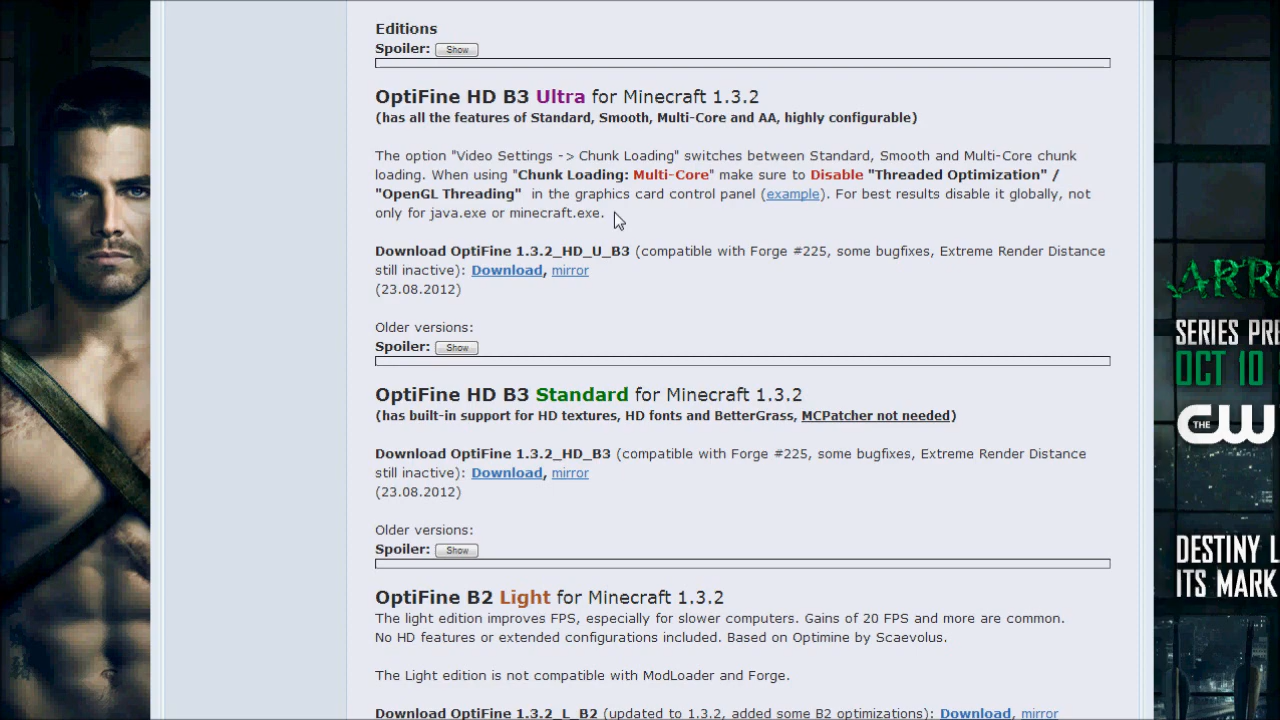 Editions
Spoiler: Show
OptiFine HD B3 Ultra for Minecraft 1.3.2
(has all the features of Standard, Smooth, Multi-Core and AA, highly configurable)
The option "Video Settings -> Chunk Loading" switches between Standard, Smooth and Multi-Core chunk
loading. When using "Chunk Loading: Multi-Core" make sure to Disable "Threaded Optimization" /
"OpenGL Threading"  in the graphics card control panel (example). For best results disable it globally, not
only for java.exe or minecraft.exe.
Download OptiFine 1.3.2_HD_U_B3 (compatible with Forge #225, some bugfixes, Extreme Render Distance
still inactive): Download, mirror
(23.08.2012)
Older versions:
Spoiler: Show
OptiFine HD B3 Standard for Minecraft 1.3.2
(has built-in support for HD textures, HD fonts and BetterGrass, MCPatcher not needed)
Download OptiFine 1.3.2_HD_B3 (compatible with Forge #225, some bugfixes, Extreme Render Distance
still inactive): Download, mirror
(23.08.2012)
Older versions:
Spoiler: Show
OptiFine B2 Light for Minecraft 1.3.2
The light edition improves FPS, especially for slower computers. Gains of 20 FPS and more are common.
No HD features or extended configurations included. Based on Optimine by Scaevolus.
The Light edition is not compatible with ModLoader and Forge.
Download OptiFine 1.3.2_L_B2 (updated to 1.3.2, added some B2 optimizations): Download, mirror
ARR
SERIES PRE
OCT 10
THE CW
DESTINY L
ITS MARK